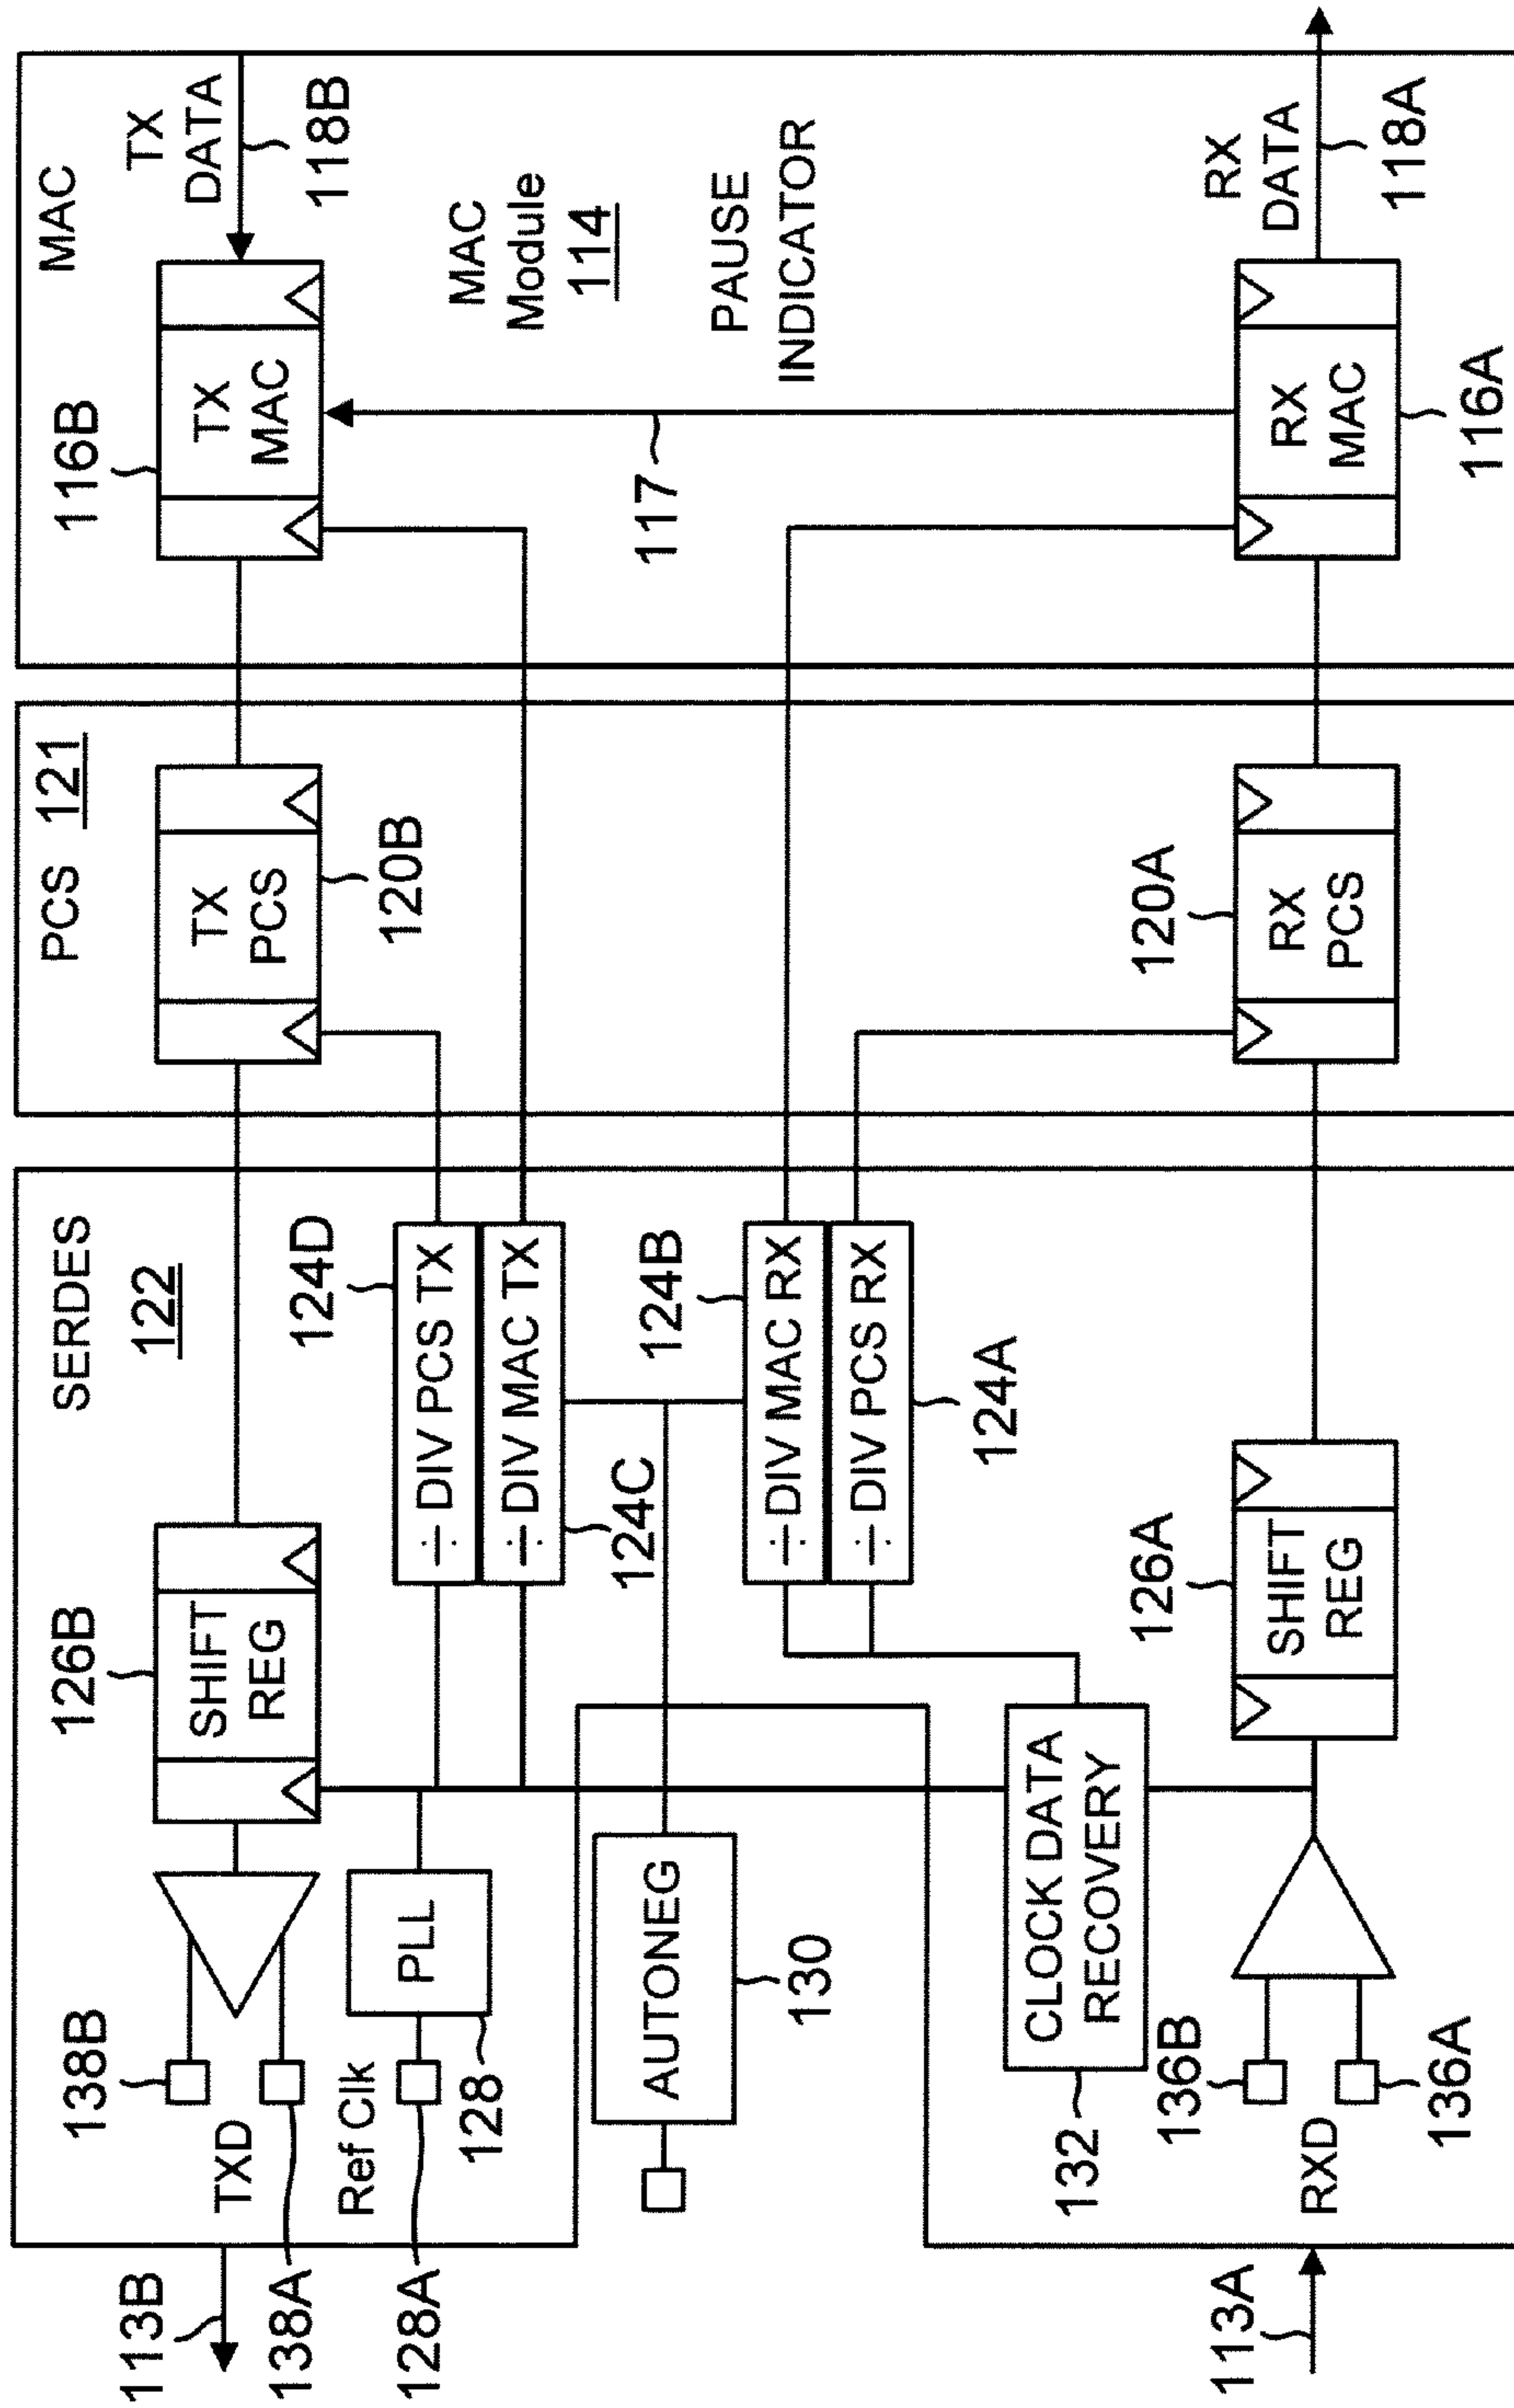 SERDES
122
PCS 121
MAC
126B
SHIFT
REG
TX
PCS
120B
116B
TX
MAC
TX
DATA
118B
113B
138B
TXD
138A
Ref Clk
128A
PLL
128
124D
÷ DIV PCS TX
÷ DIV MAC TX
124C
MAC
Module
114
117
PAUSE
INDICATOR
AUTONEG
130
124B
÷ DIV MAC RX
÷ DIV PCS RX
124A
CLOCK DATA
RECOVERY
132
113A
136B
RXD
136A
126A
SHIFT
REG
120A
RX
PCS
RX
MAC
116A
RX
DATA
118A